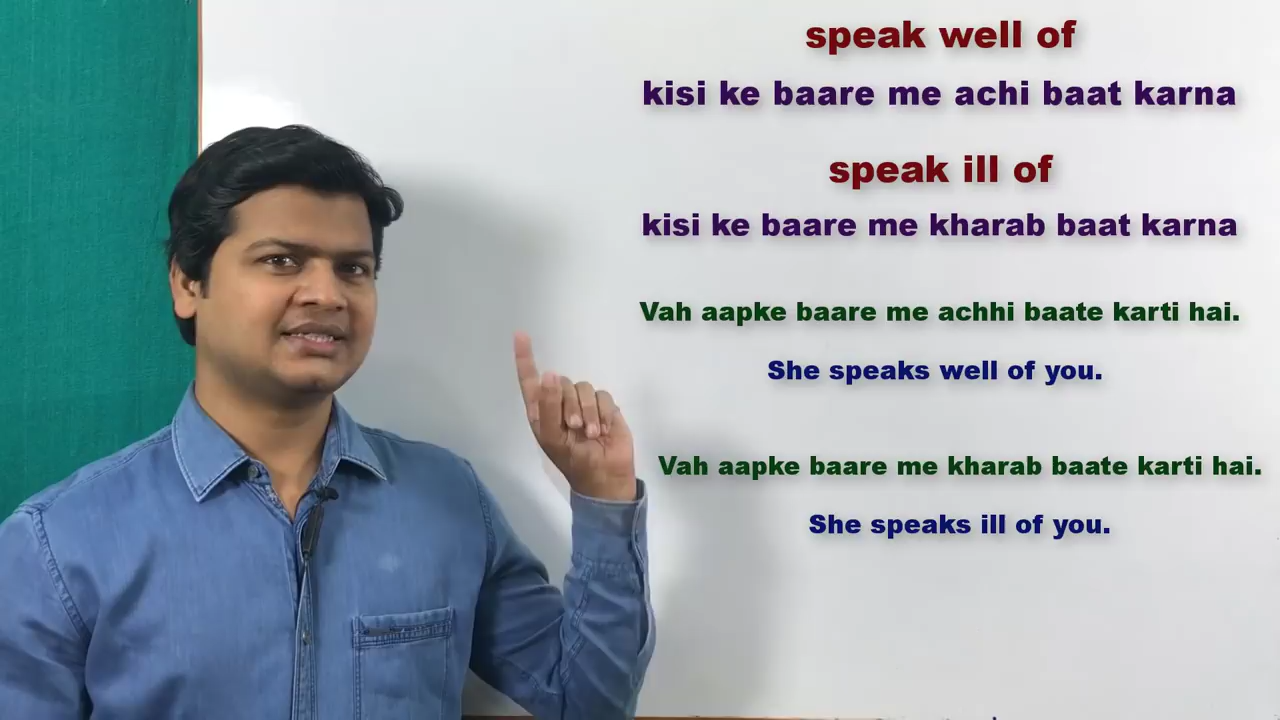 speak well of
kisi ke baare me achi baat karna
speak ill of
kisi ke baare me kharab baat karna
Vah aapke baare me achhi baate karti hai.
She speaks well of you.
Vah aapke baare me kharab baate karti hai.
She speaks ill of you.